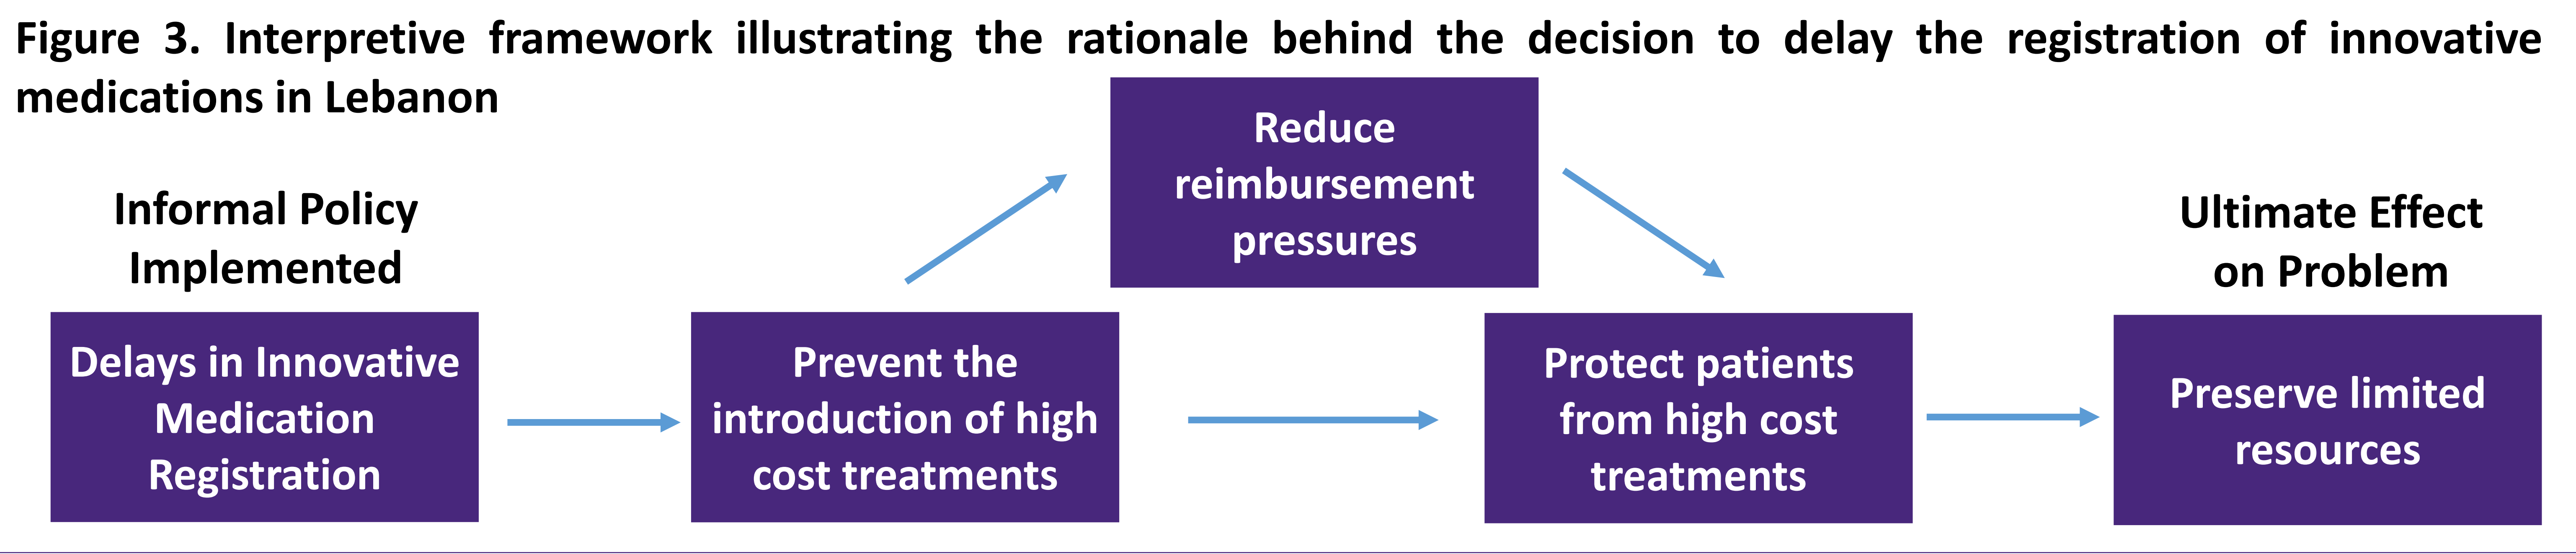 Figure 3. Interpretive framework illustrating the rationale behind the decision to delay the registration of innovative
medications in Lebanon
Informal Policy
Implemented
Delays in Innovative
Medication
Registration
Prevent the
introduction of high
cost treatments
Reduce
reimbursement
pressures
Protect patients
from high cost
treatments
Ultimate Effect
on Problem
Preserve limited
resources